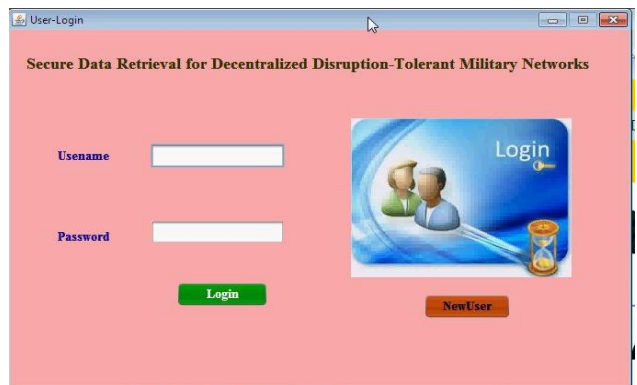 User-Login
Secure Data Retrieval for Decentralized Disruption-Tolerant Military Networks
Usename
Login
Password
Login
NewUser